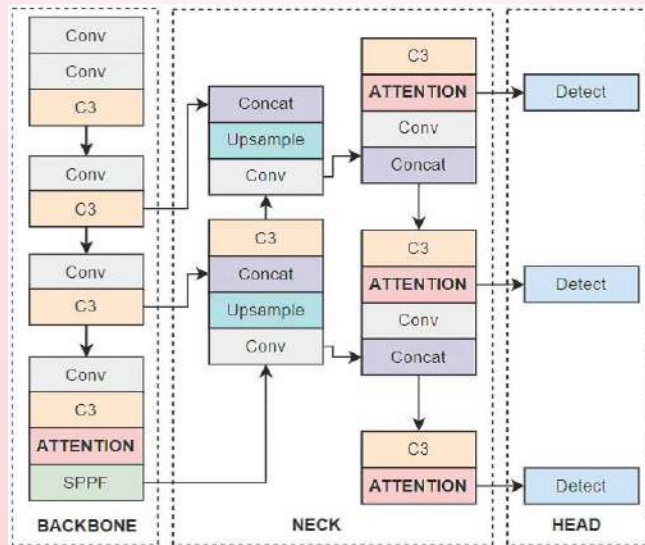 Conv
Conv
C3
Conv
C3
Conv
C3
Conv
C3
ATTENTION
SPPF
BACKBONE
Concat
Upsample
Conv
C3
Concat
Upsample
Conv
C3
ATTENTION
Conv
Concat
C3
ATTENTION
Conv
Concat
C3
ATTENTION
NECK
Detect
Detect
Detect
HEAD